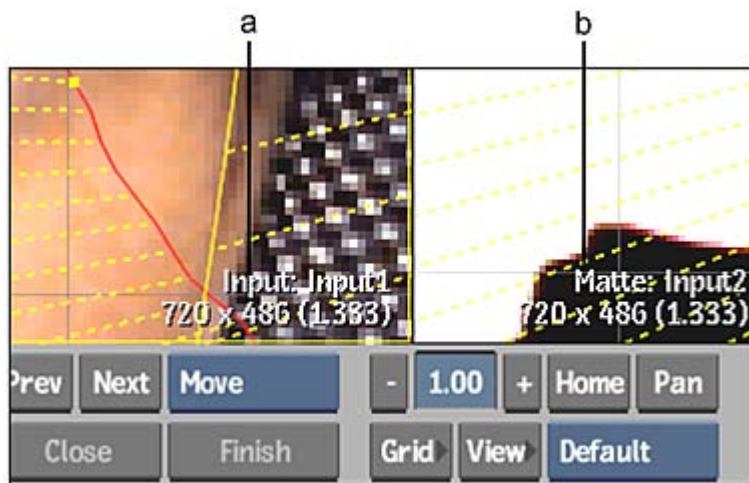 a b
Input: Input1
720 x 486 (1.333)
Matte: Input2
720 x 486 (1.333)
Prev Next Move - 1.00 + Home Pan
Close Finish Grid View Default